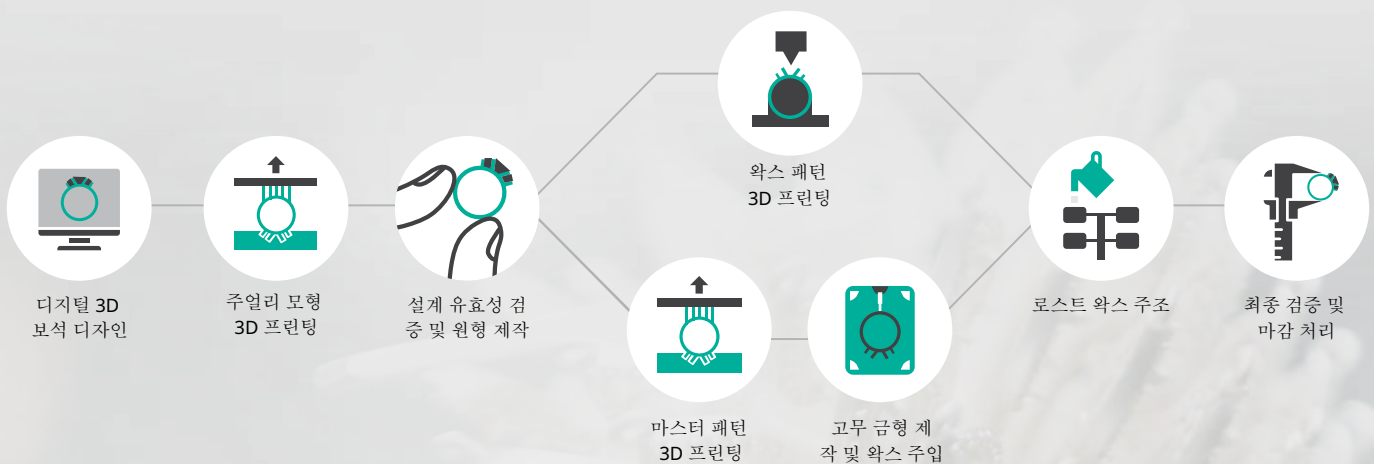 디지털 3D
보석 디자인
주얼리 모형
3D 프린팅
설계 유효성 검
증 및 원형 제작
왁스 패턴
3D 프린팅
마스터 패턴
3D 프린팅
고무 금형 제
작 및 왁스 주입
로스트 왁스 주조
최종 검증 및
마감 처리